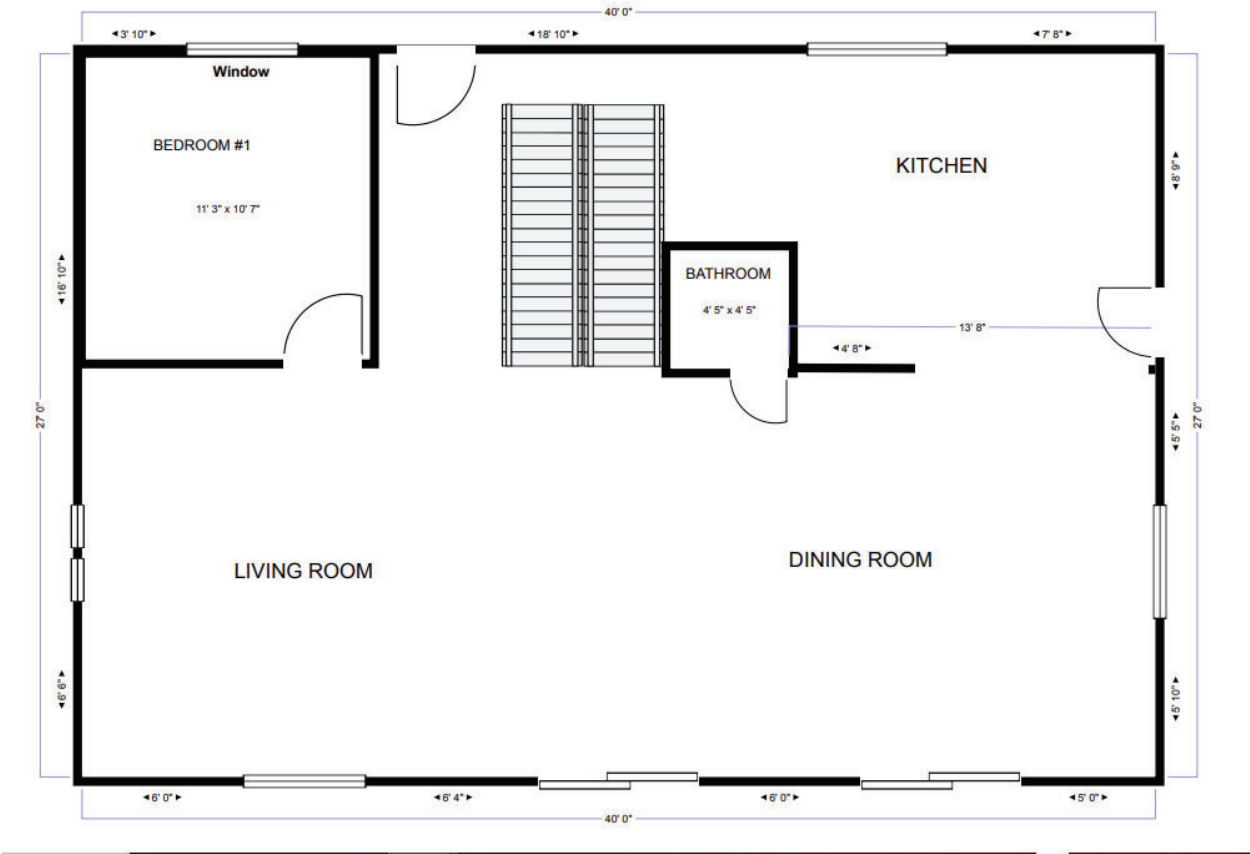 40' 0"
3' 10"
18' 10"
7' 8"
Window
BEDROOM #1
KITCHEN
8' 9"
11' 3" x 10' 7"
BATHROOM
16' 10"
4' 5" x 4' 5"
13' 8"
4' 8"
27' 0"
27' 0"
5' 5"
DINING ROOM
LIVING ROOM
6' 6"
5' 10"
6' 0"
6' 4"
6' 0"
5' 0"
40' 0"